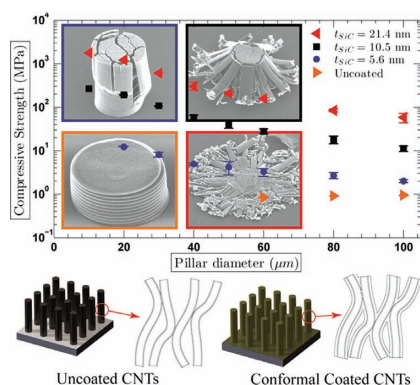 Compressive Strength (MPa)
10⁵
10⁴
10³
10²
10¹
10⁰
10⁻¹
t_SiC = 21.4 nm
t_SiC = 10.5 nm
t_SiC = 5.6 nm
Uncoated
0 20 40 60 80 100
Pillar diameter (μm)
Uncoated CNTs Conformal Coated CNTs